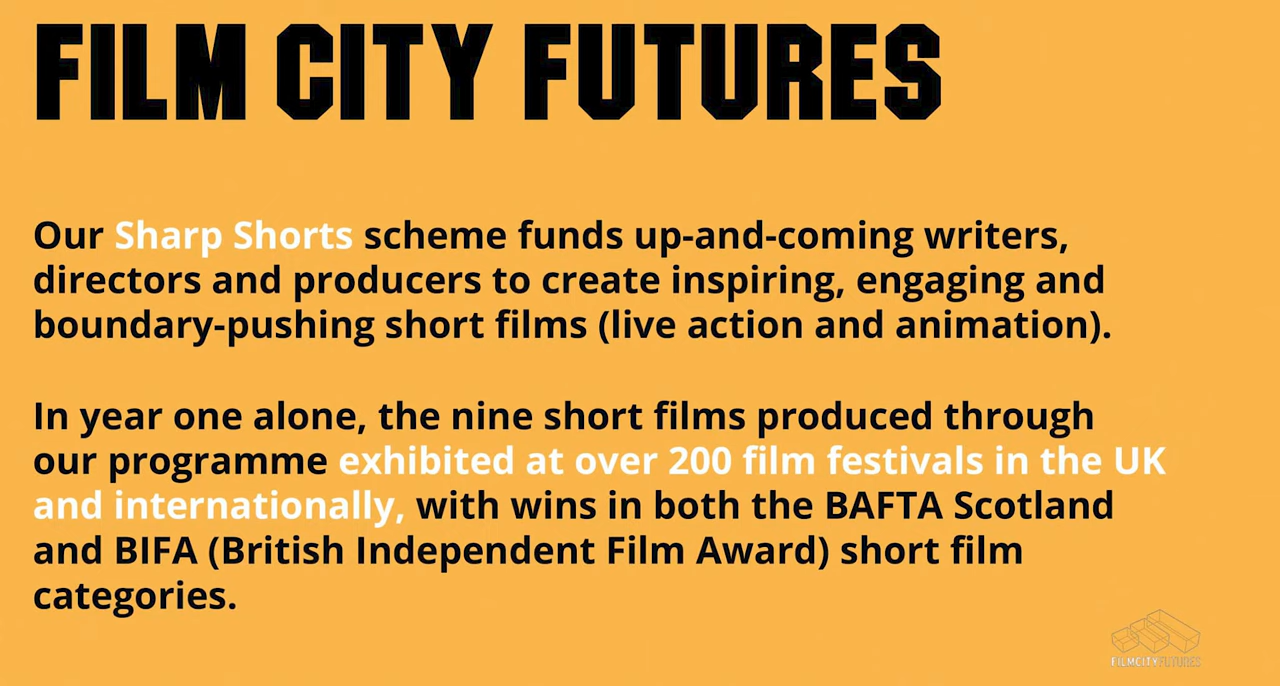 FILM CITY FUTURES
Our Sharp Shorts scheme funds up-and-coming writers,
directors and producers to create inspiring, engaging and
boundary-pushing short films (live action and animation).
In year one alone, the nine short films produced through
our programme exhibited at over 200 film festivals in the UK
and internationally, with wins in both the BAFTA Scotland
and BIFA (British Independent Film Award) short film
categories.
FILMCITYFUTURES